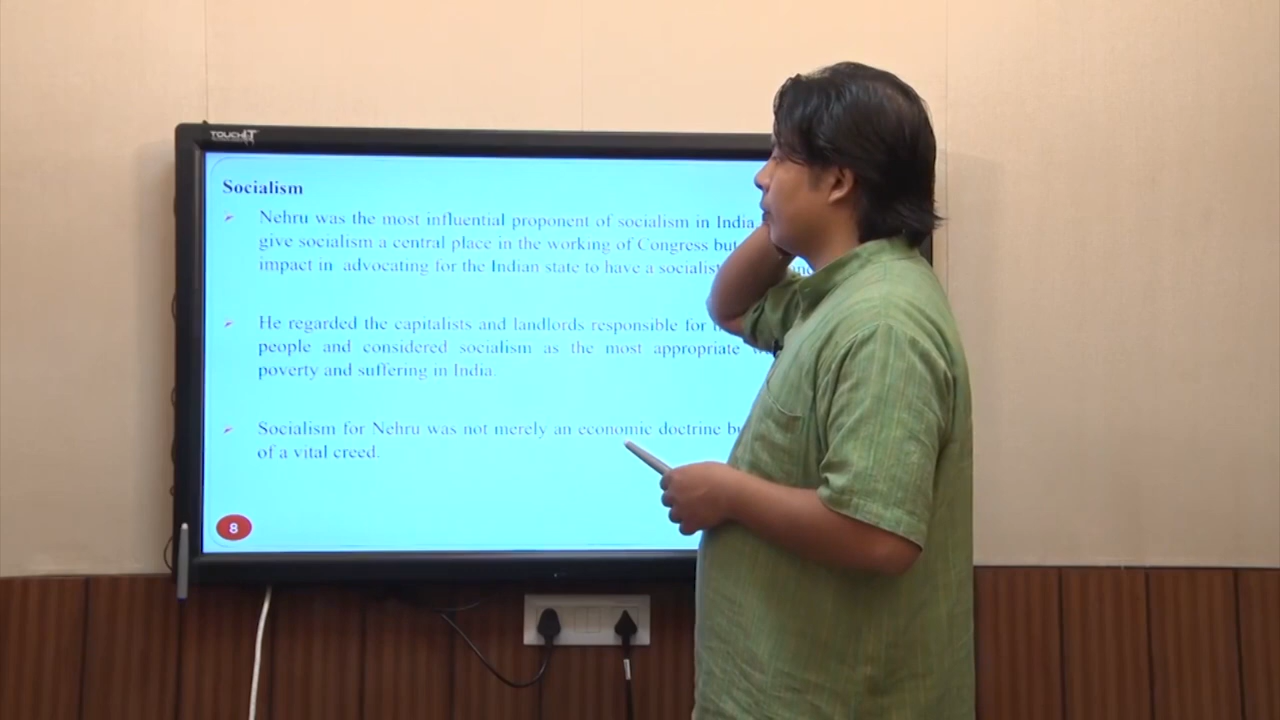 TOUCHIT
Socialism
Nehru was the most influential proponent of socialism in India
give socialism a central place in the working of Congress but
impact in advocating for the Indian state to have a socialist
He regarded the capitalists and landlords responsible for
people and considered socialism as the most appropriate
poverty and suffering in India.
Socialism for Nehru was not merely an economic doctrine
of a vital creed.
8